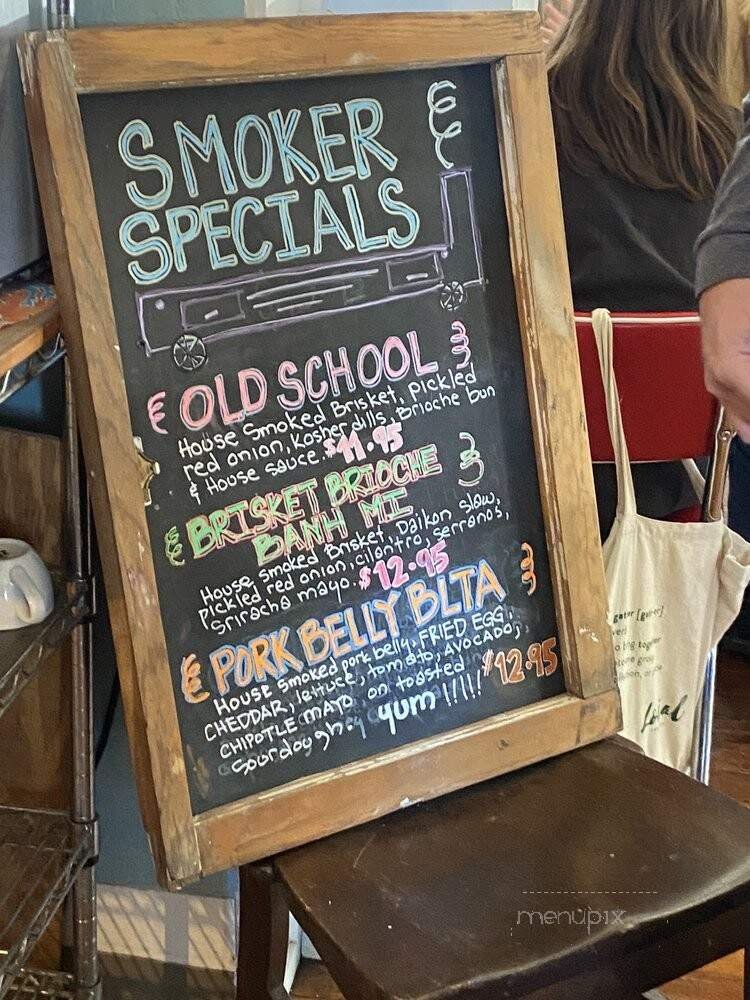 SMOKER
SPECIALS
OLD SCHOOL
House Smoked Brisket, Pickled
red onion, Kosher dills, Brioche bun
& House sauce. $11.95
BRISKET BRIOCHE
BANH MI
House smoked Brisket, Daikon slaw,
Pickled red onion, cilantro, serranos,
Sriracha mayo. $12.95
PORK BELLY BLTA
House Smoked pork belly, FRIED EGG,
CHEDDAR, lettuce, tomato, AVOCADO,
CHIPOTLE MAYO on toasted $12.95
Sourdough. yum !!!!!
menupix